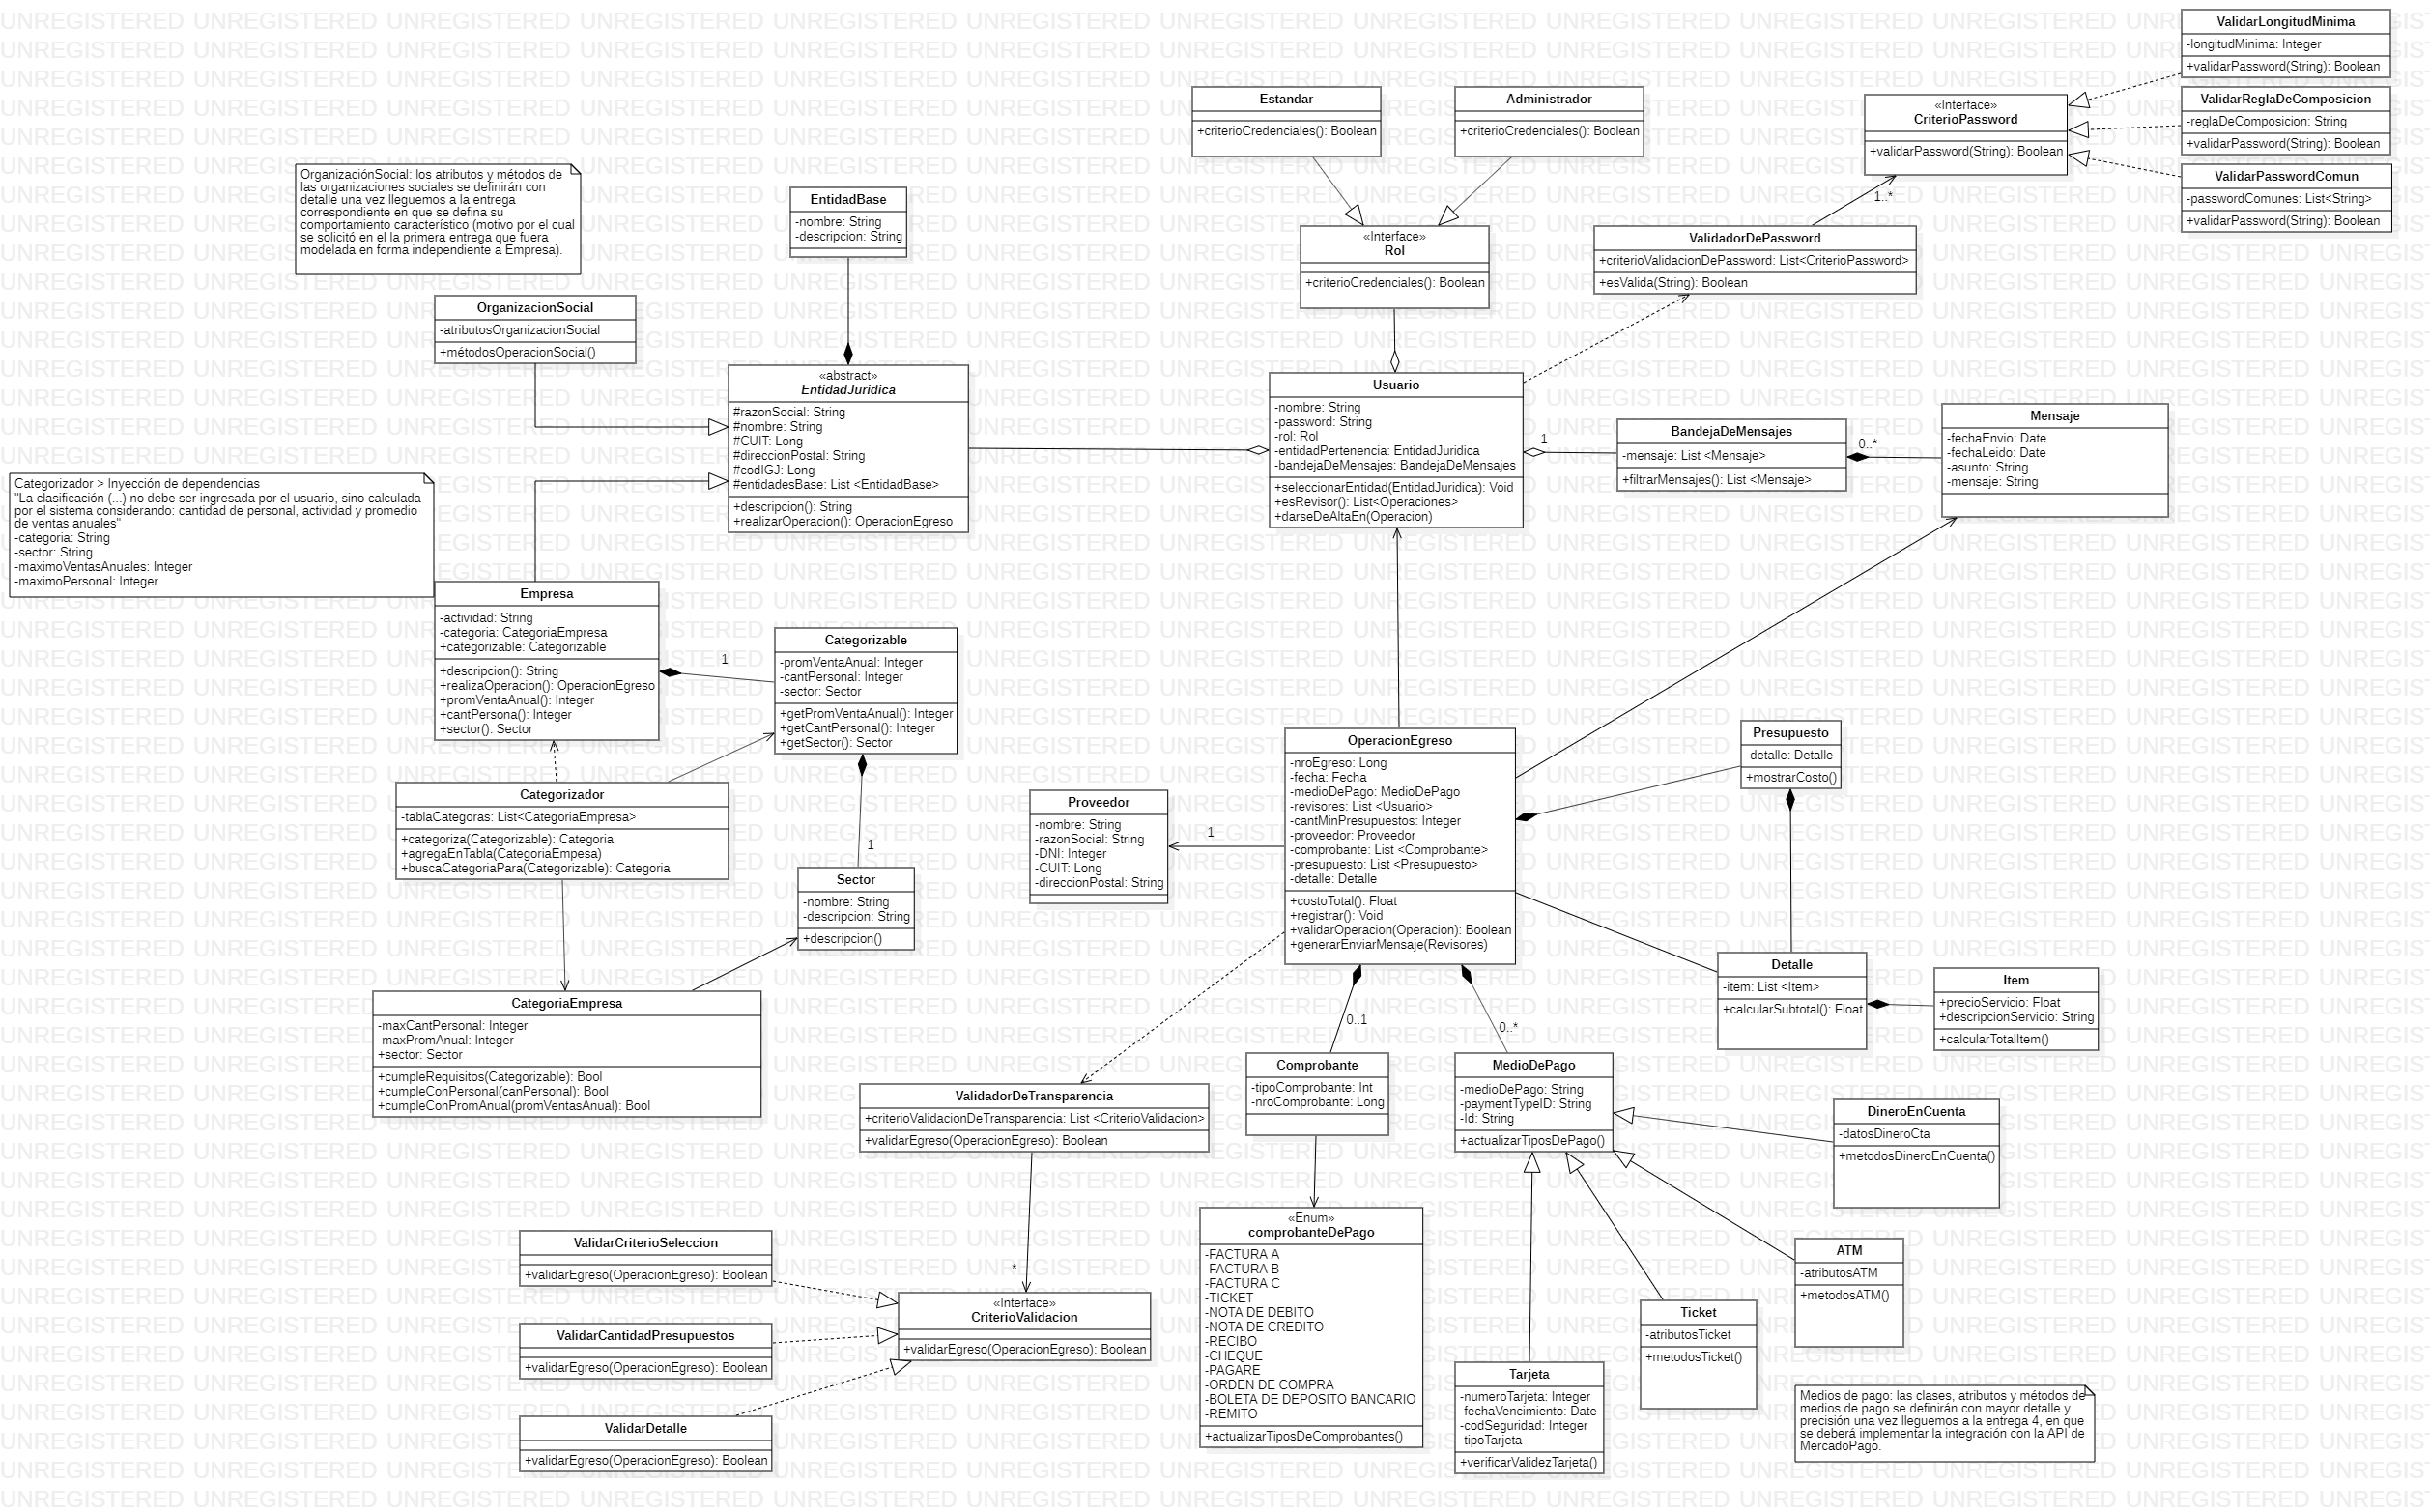 UNREGISTERED
ValidarLongitudMinima
-longitudMinima: Integer
+validarPassword(String): Boolean
ValidarReglaDeComposicion
-reglaDeComposicion: String
+validarPassword(String): Boolean
ValidarPasswordComun
-passwordComunes: List<String>
+validarPassword(String): Boolean
«Interface»
CriterioPassword
+validarPassword(String): Boolean
1..*
Estandar
+criterioCredenciales(): Boolean
Administrador
+criterioCredenciales(): Boolean
«Interface»
Rol
+criterioCredenciales(): Boolean
ValidadorDePassword
+criterioValidacionDePassword: List<CriterioPassword>
+esValida(String): Boolean
OrganizaciónSocial: los atributos y métodos de
las organizaciones sociales se definirán con
detalle una vez lleguemos a la entrega
correspondiente en que se defina su
comportamiento característico (motivo por el cual
se solicitó en el la primera entrega que fuera
modelada en forma independiente a Empresa).
EntidadBase
-nombre: String
-descripcion: String
OrganizacionSocial
-atributosOrganizacionSocial
+métodosOperacionSocial()
«abstract»
EntidadJuridica
#razonSocial: String
#nombre: String
#CUIT: Long
#direccionPostal: String
#codIGJ: Long
#entidadesBase: List <EntidadBase>
+descripcion(): String
+realizarOperacion(): OperacionEgreso
Usuario
-nombre: String
-password: String
-rol: Rol
-entidadPertenencia: EntidadJuridica
-bandejaDeMensajes: BandejaDeMensajes
+seleccionarEntidad(EntidadJuridica): Void
+esRevisor(): List<Operaciones>
+darseDeAltaEn(Operacion)
1
BandejaDeMensajes
-mensaje: List <Mensaje>
+filtrarMensajes(): List <Mensaje>
0..*
Mensaje
-fechaEnvio: Date
-fechaLeido: Date
-asunto: String
-mensaje: String
Categorizador > Inyección de dependencias
"La clasificación (...) no debe ser ingresada por el usuario, sino calculada
por el sistema considerando: cantidad de personal, actividad y promedio
de ventas anuales"
-categoria: String
-sector: String
-maximoVentasAnuales: Integer
-maximoPersonal: Integer
Empresa
-actividad: String
-categoria: CategoriaEmpresa
+categorizable: Categorizable
+descripcion(): String
+realizaOperacion(): OperacionEgreso
+promVentaAnual(): Integer
+cantPersona(): Integer
+sector(): Sector
1
Categorizable
-promVentaAnual: Integer
-cantPersonal: Integer
-sector: Sector
+getPromVentaAnual(): Integer
+getCantPersonal(): Integer
+getSector(): Sector
Categorizador
-tablaCategoras: List<CategoriaEmpresa>
+categoriza(Categorizable): Categoria
+agregaEnTabla(CategoriaEmpesa)
+buscaCategoriaPara(Categorizable): Categoria
1
Sector
-nombre: String
-descripcion: String
+descripcion()
CategoriaEmpresa
-maxCantPersonal: Integer
-maxPromAnual: Integer
+sector: Sector
+cumpleRequisitos(Categorizable): Bool
+cumpleConPersonal(canPersonal): Bool
+cumpleConPromAnual(promVentasAnual): Bool
Proveedor
-nombre: String
-razonSocial: String
-DNI: Integer
-CUIT: Long
-direccionPostal: String
1
OperacionEgreso
-nroEgreso: Long
-fecha: Fecha
-medioDePago: MedioDePago
-revisores: List <Usuario>
-cantMinPresupuestos: Integer
-proveedor: Proveedor
-comprobante: List <Comprobante>
-presupuesto: List <Presupuesto>
-detalle: Detalle
+costoTotal(): Float
+registrar(): Void
+validarOperacion(Operacion): Boolean
+generarEnviarMensaje(Revisores)
Presupuesto
-detalle: Detalle
+mostrarCosto()
Detalle
-item: List <Item>
+calcularSubtotal(): Float
Item
+precioServicio: Float
+descripcionServicio: String
+calcularTotalItem()
0..1
0..*
Comprobante
-tipoComprobante: Int
-nroComprobante: Long
MedioDePago
-medioDePago: String
-paymentTypeID: String
-Id: String
+actualizarTiposDePago()
DineroEnCuenta
-datosDineroCta
+metodosDineroEnCuenta()
ValidadorDeTransparencia
+criterioValidacionDeTransparencia: List <CriterioValidacion>
+validarEgreso(OperacionEgreso): Boolean
*
ValidarCriterioSeleccion
+validarEgreso(OperacionEgreso): Boolean
ValidarCantidadPresupuestos
+validarEgreso(OperacionEgreso): Boolean
ValidarDetalle
+validarEgreso(OperacionEgreso): Boolean
«Interface»
CriterioValidacion
+validarEgreso(OperacionEgreso): Boolean
«Enum»
comprobanteDePago
-FACTURA A
-FACTURA B
-FACTURA C
-TICKET
-NOTA DE DEBITO
-NOTA DE CREDITO
-RECIBO
-CHEQUE
-PAGARE
-ORDEN DE COMPRA
-BOLETA DE DEPOSITO BANCARIO
-REMITO
+actualizarTiposDeComprobantes()
Tarjeta
-numeroTarjeta: Integer
-fechaVencimiento: Date
-codSeguridad: Integer
-tipoTarjeta
+verificarValidezTarjeta()
Ticket
-atributosTicket
+metodosTicket()
ATM
-atributosATM
+metodosATM()
Medios de pago: las clases, atributos y métodos de
medios de pago se definirán con mayor detalle y
precisión una vez lleguemos a la entrega 4, en que
se deberá implementar la integración con la API de
MercadoPago.